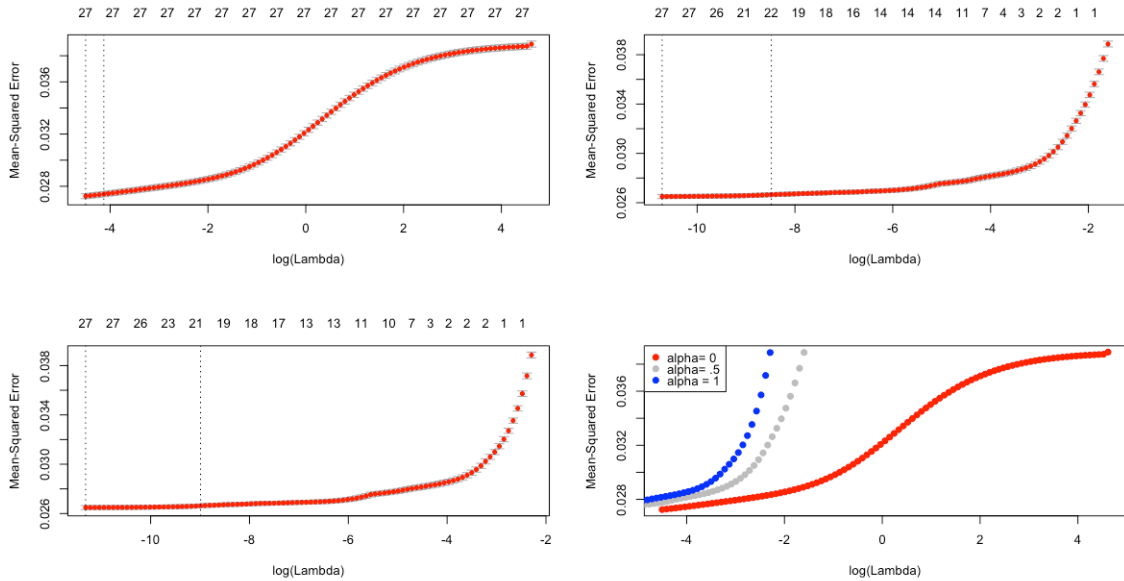 27 27 27 27 27 27 27 27 27 27 27 27 27 27 27
Mean-Squared Error
0.028 0.032 0.036
-4 -2 0 2 4
log(Lambda)
27 27 26 21 22 19 18 16 14 14 14 11 7 4 3 2 2 1 1
Mean-Squared Error
0.026 0.030 0.034 0.038
-10 -8 -6 -4 -2
log(Lambda)
27 27 26 23 21 19 18 17 13 13 11 10 7 3 2 2 2 1 1
Mean-Squared Error
0.026 0.030 0.034 0.038
-10 -8 -6 -4 -2
log(Lambda)
alpha= 0
alpha= .5
alpha = 1
Mean-Squared Error
0.028 0.032 0.036
-4 -2 0 2 4
log(Lambda)